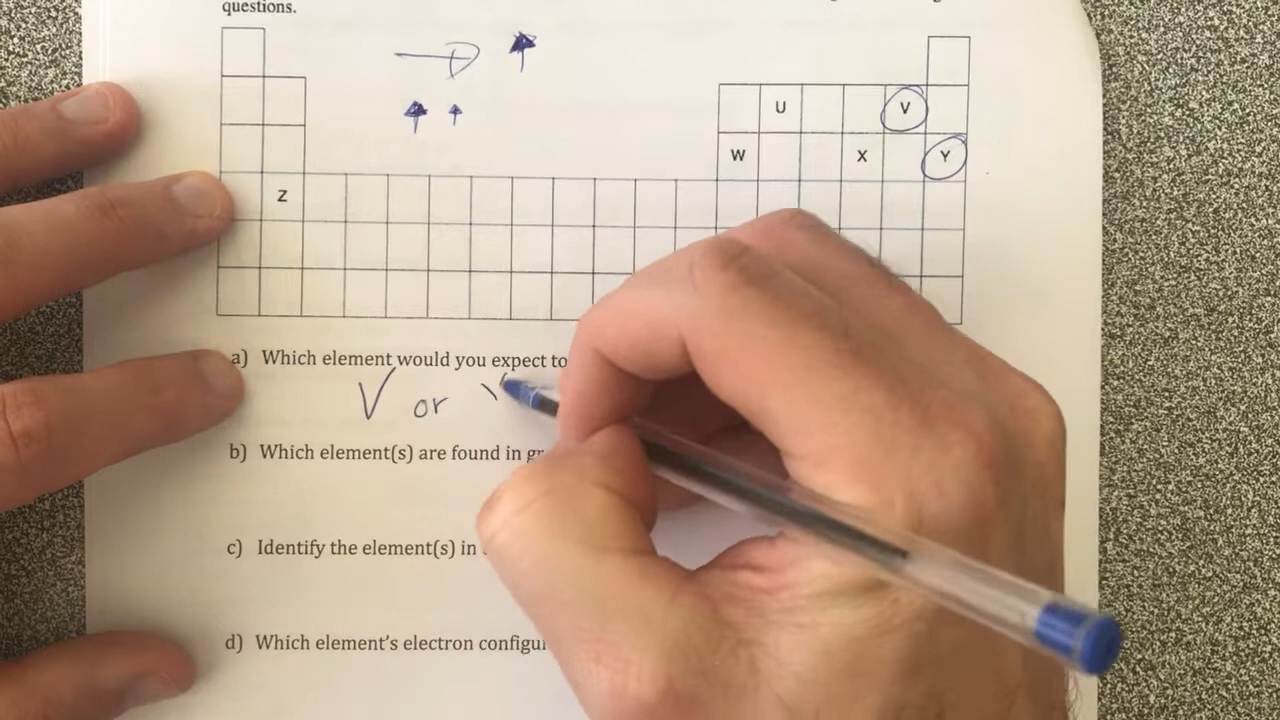 questions.
U V
W X Y
Z
a) Which element would you expect to
V or
b) Which element(s) are found in
c) Identify the element(s) in
d) Which element's electron